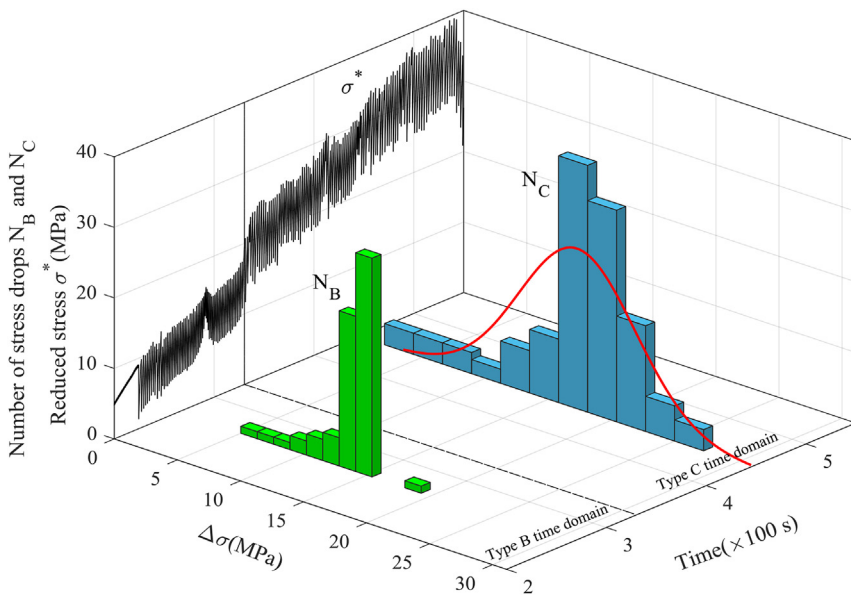 σ*
40
30
20
10
0
Number of stress drops N_B and N_C
Reduced stress σ* (MPa)
N_C
N_B
0
5
10
15
20
25
30
Δσ(MPa)
2
3
4
5
Time(×100 s)
Type B time domain
Type C time domain